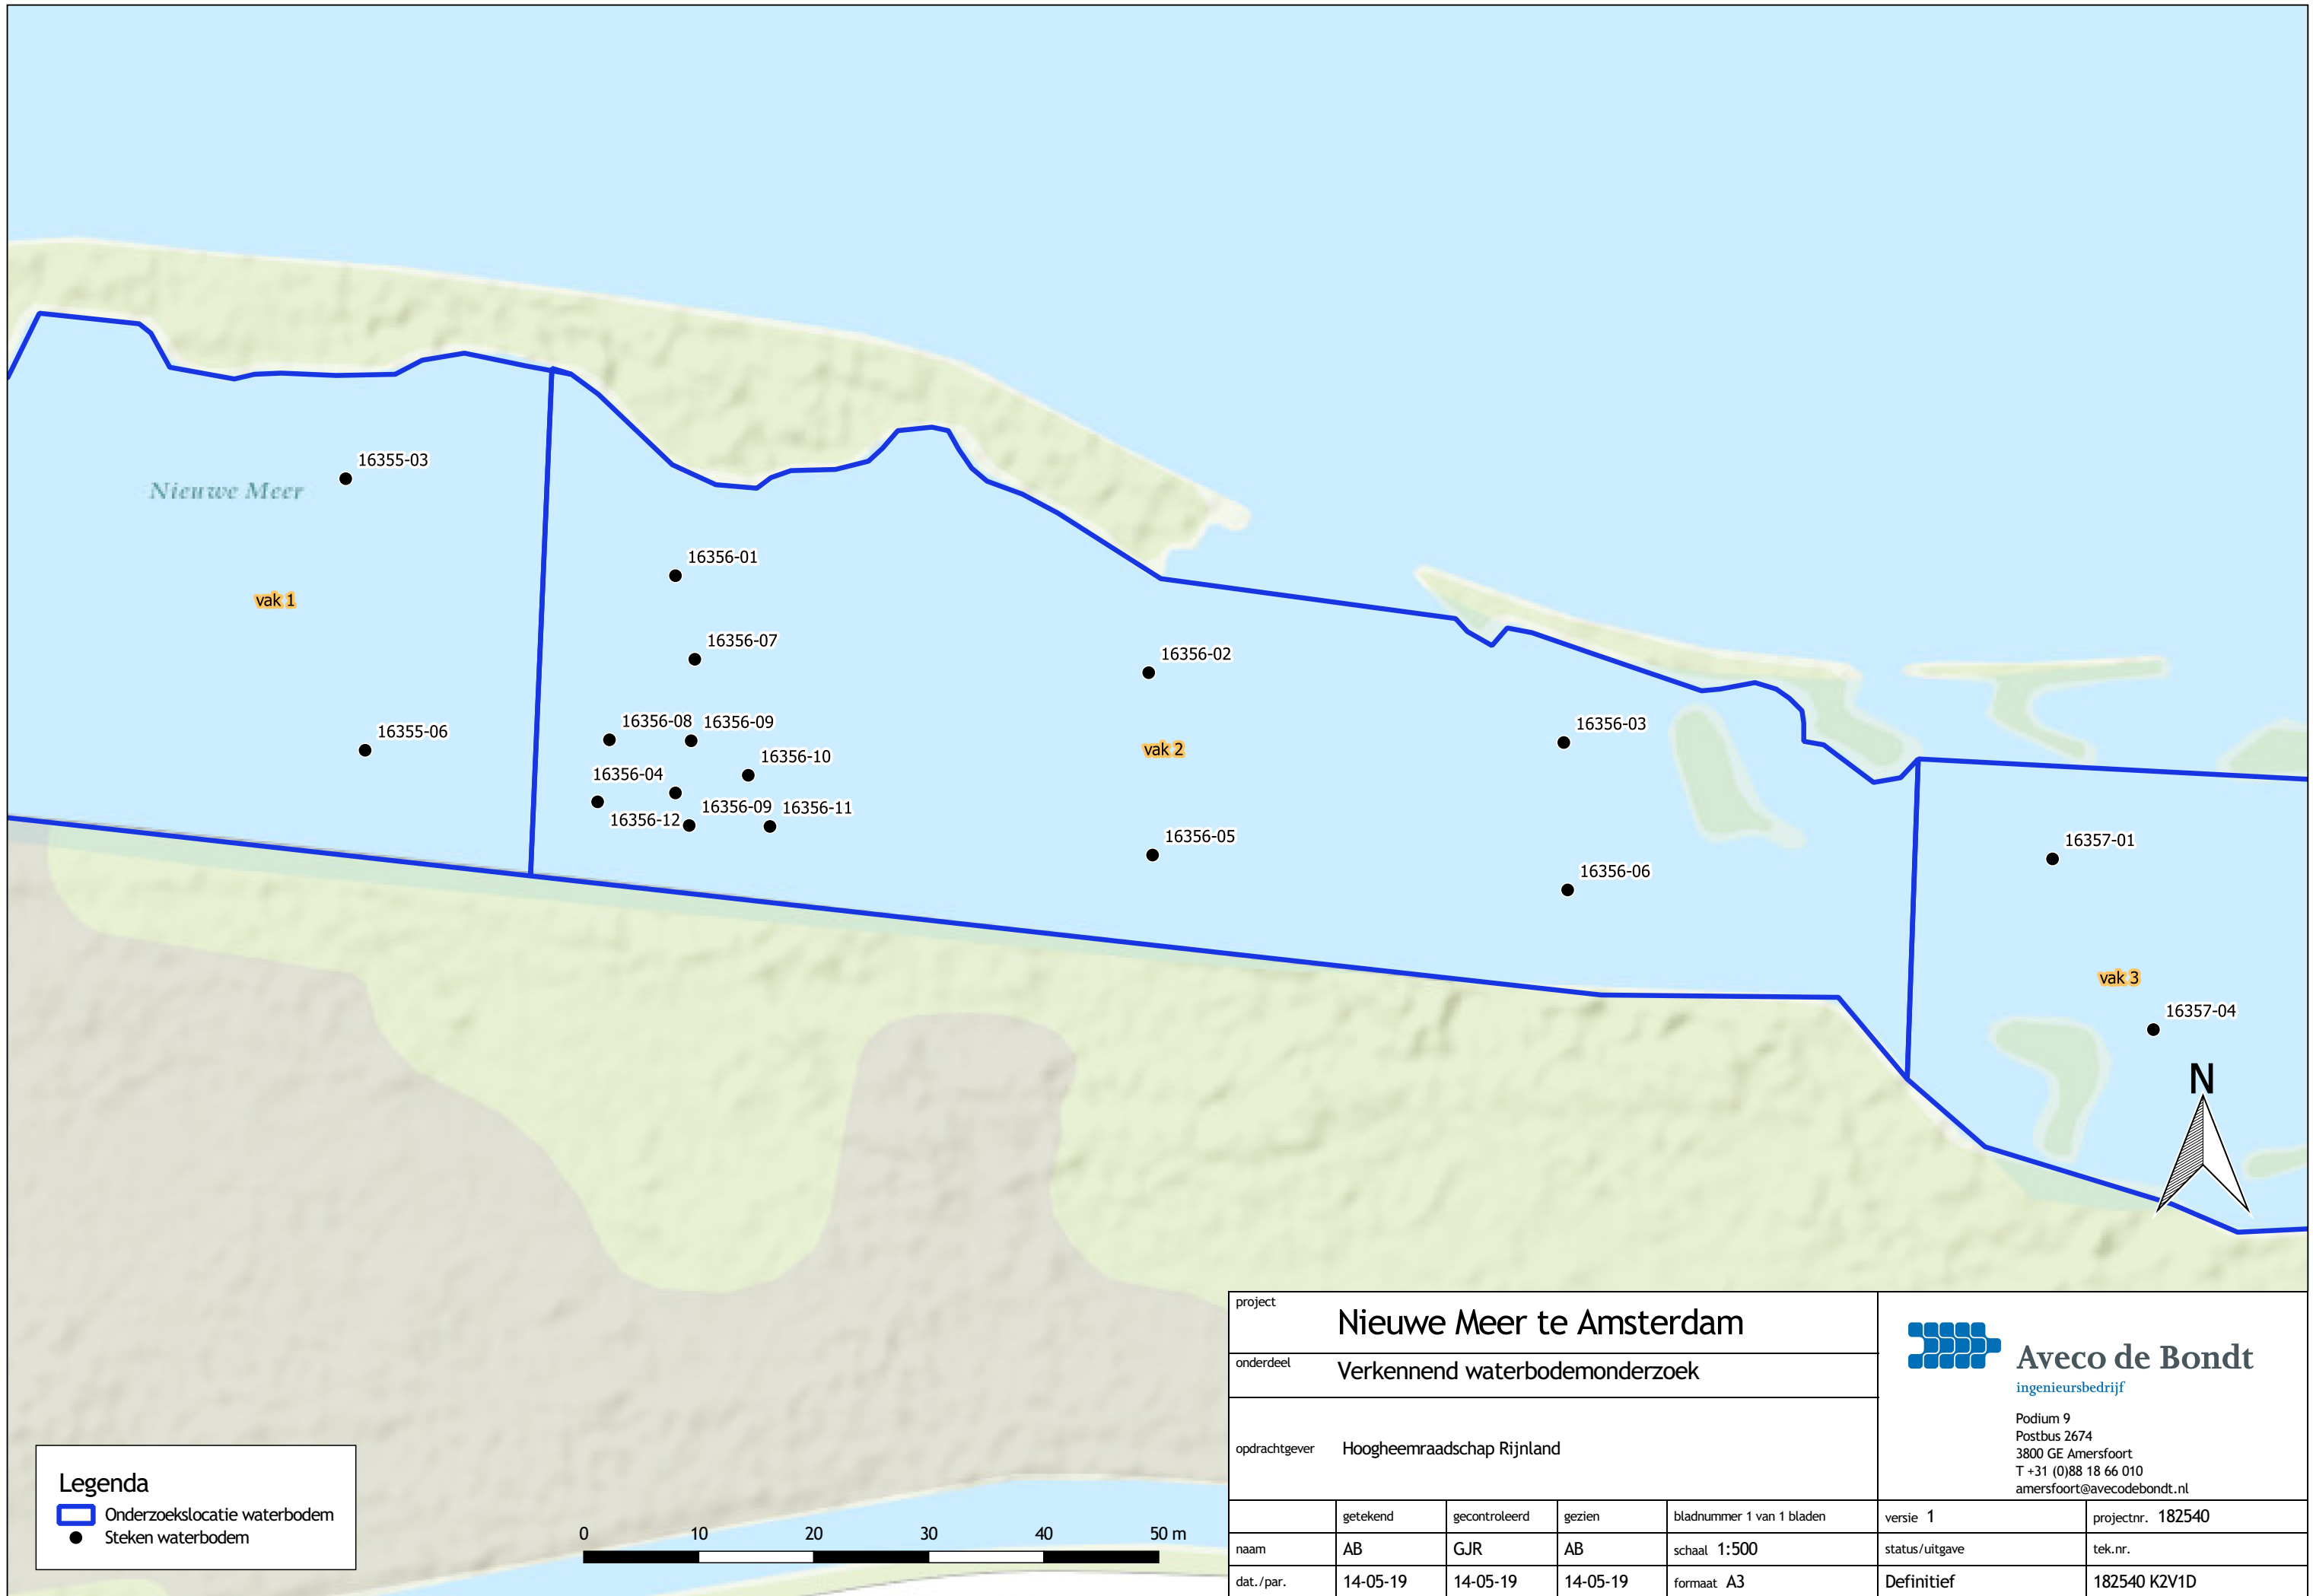 16355-03
Nieuwe Meer
16356-01
vak 1
16356-07
16356-02
16356-08 16356-09
16356-03
16355-06
vak 2
16356-10
16356-04
16356-09 16356-11
16356-12
16356-05
16357-01
16356-06
vak 3
16357-04
N
project
Nieuwe Meer te Amsterdam
onderdeel
Verkennend waterbodemonderzoek
opdrachtgever Hoogheemraadschap Rijnland
Aveco de Bondt
ingenieursbedrijf
Podium 9
Postbus 2674
3800 GE Amersfoort
T +31 (0)88 18 66 010
amersfoort@avecodebondt.nl
getekend gecontroleerd gezien bladnummer 1 van 1 bladen versie 1 projectnr. 182540
naam AB GJR AB schaal 1:500 status/uitgave tek.nr.
dat./par. 14-05-19 14-05-19 14-05-19 formaat A3 Definitief 182540 K2V1D
Legenda
Onderzoekslocatie waterbodem
Steken waterbodem
0 10 20 30 40 50 m